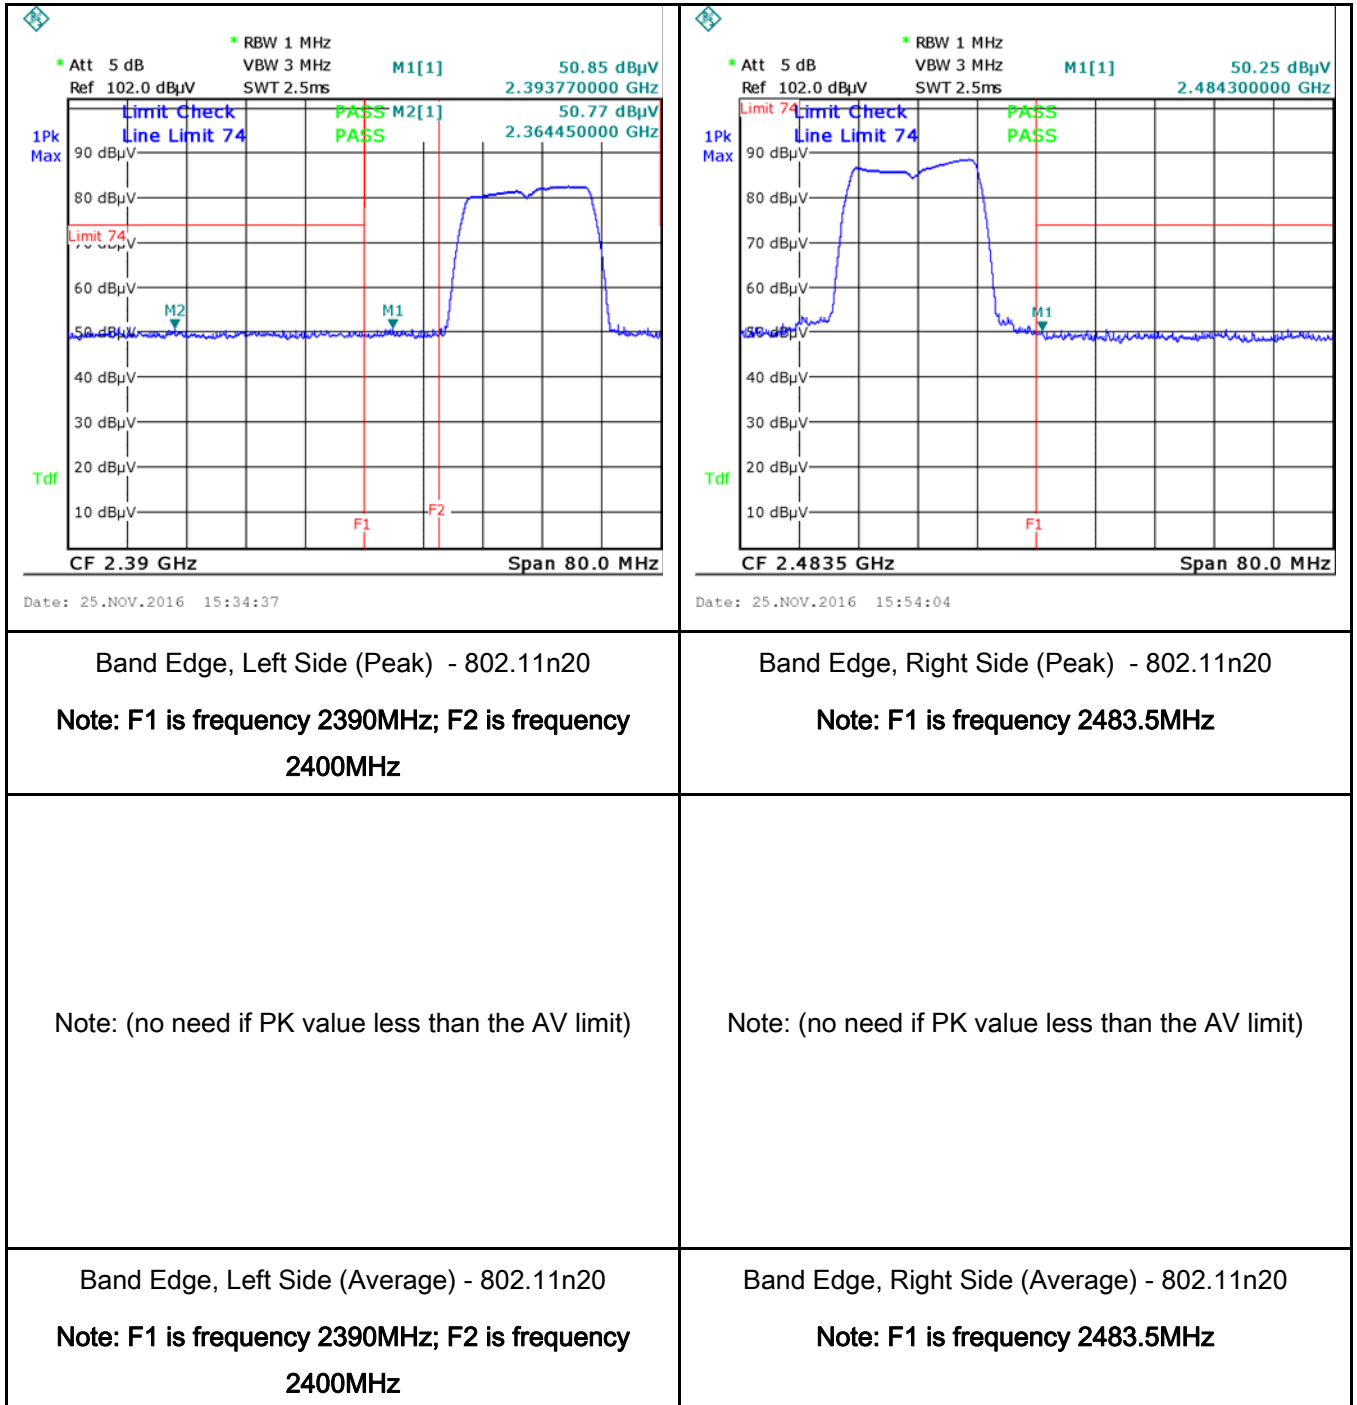 * RBW 1 MHz
* Att 5 dB VBW 3 MHz M1[1] 50.85 dBµV
Ref 102.0 dBµV SWT 2.5ms 2.393770000 GHz
Limit Check PASS M2[1] 50.77 dBµV
1Pk Line Limit 74 PASS 2.364450000 GHz
Max 90 dBµV
80 dBµV
Limit 74
70 dBµV
60 dBµV
M2 M1
50 dBµV
40 dBµV
30 dBµV
20 dBµV
Tdf
10 dBµV
F1 F2
CF 2.39 GHz Span 80.0 MHz
Date: 25.NOV.2016 15:34:37
* RBW 1 MHz
* Att 5 dB VBW 3 MHz M1[1] 50.25 dBµV
Ref 102.0 dBµV SWT 2.5ms 2.484300000 GHz
Limit 74 Limit Check PASS
1Pk Line Limit 74 PASS
Max 90 dBµV
80 dBµV
70 dBµV
60 dBµV
M1
50 dBµV
40 dBµV
30 dBµV
20 dBµV
Tdf
10 dBµV
F1
CF 2.4835 GHz Span 80.0 MHz
Date: 25.NOV.2016 15:54:04
Band Edge, Left Side (Peak) - 802.11n20
Note: F1 is frequency 2390MHz; F2 is frequency
2400MHz
Band Edge, Right Side (Peak) - 802.11n20
Note: F1 is frequency 2483.5MHz
Note: (no need if PK value less than the AV limit)
Note: (no need if PK value less than the AV limit)
Band Edge, Left Side (Average) - 802.11n20
Note: F1 is frequency 2390MHz; F2 is frequency
2400MHz
Band Edge, Right Side (Average) - 802.11n20
Note: F1 is frequency 2483.5MHz